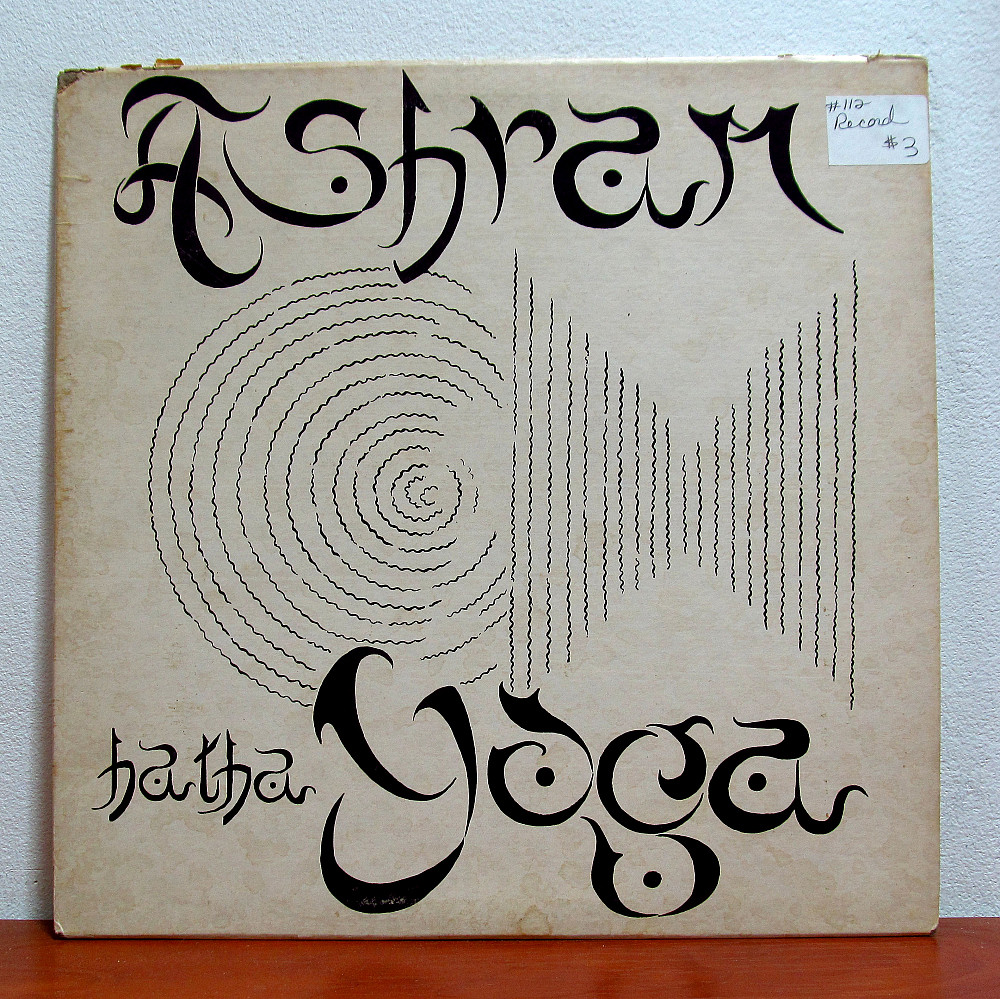 Ashram
#112
Record
$3
hatha Yoga